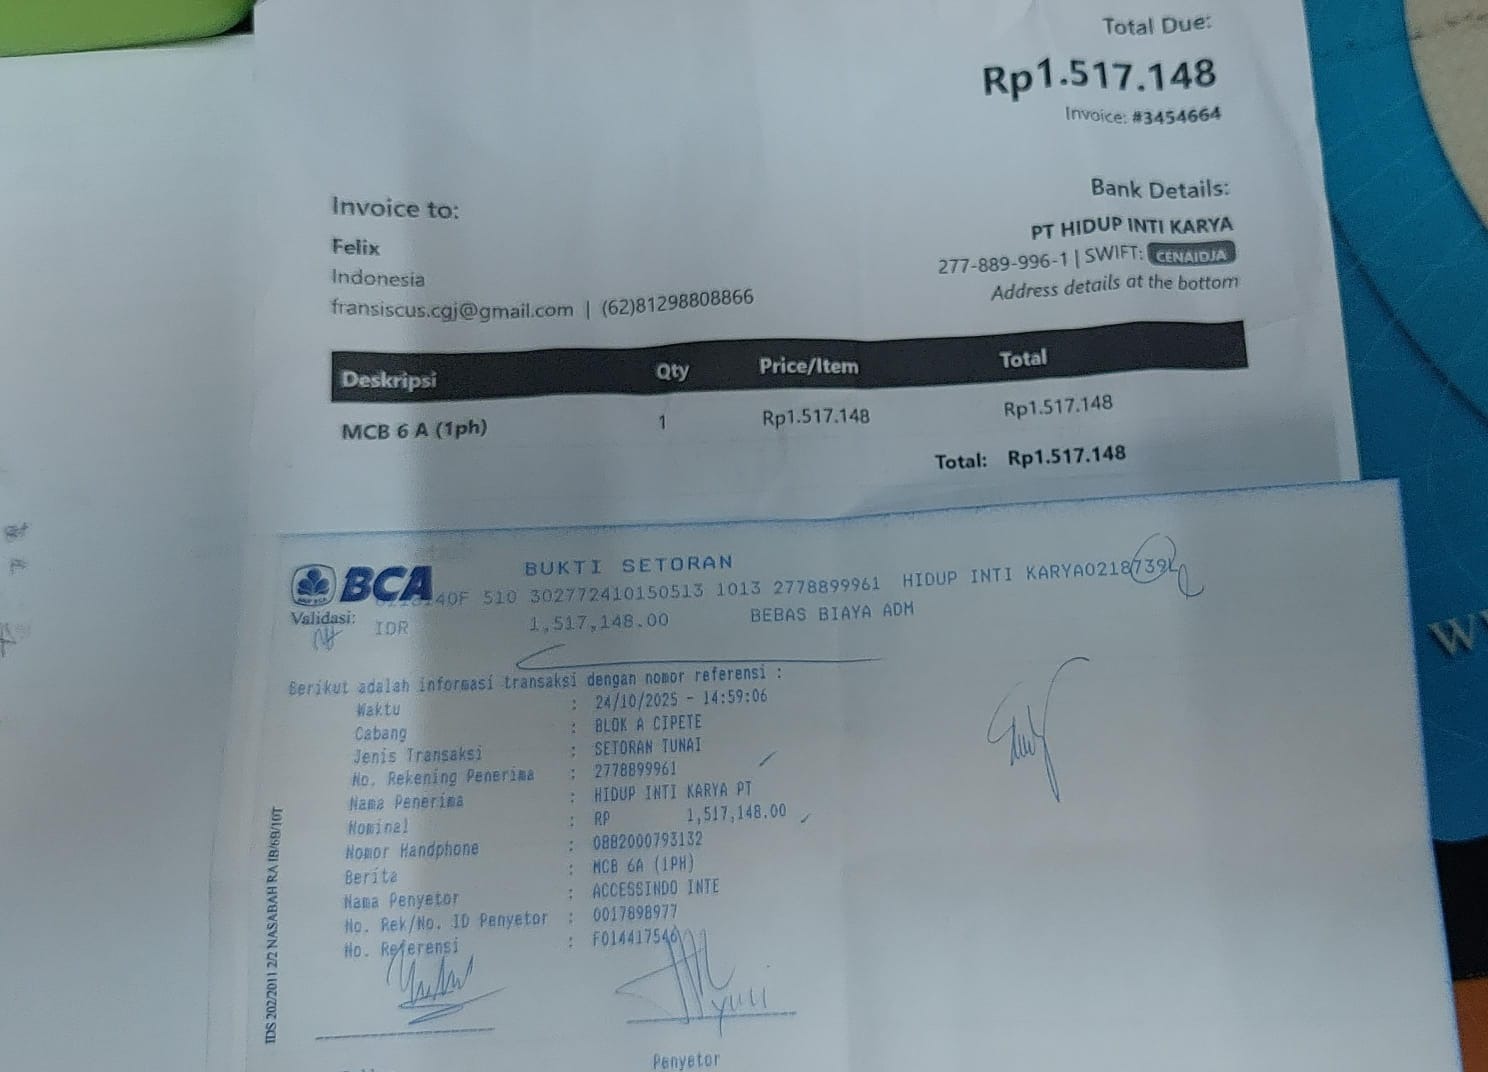 Total Due:
Rp1.517.148
Invoice: #3454664
Bank Details:
PT HIDUP INTI KARYA
277-889-996-1 | SWIFT: CENAIDJA
Address details at the bottom
Invoice to:
Felix
Indonesia
fransiscus.cgj@gmail.com | (62)81298808866
Deskripsi Qty Price/Item Total
MCB 6 A (1ph) 1 Rp1.517.148 Rp1.517.148
Total: Rp1.517.148
BCA
BUKTI SETORAN
510 302772410150513 1013 2778899961 HIDUP INTI KARYA0218739
Validasi:
IDR 1,517,148.00 BEBAS BIAYA ADM
Berikut adalah informasi transaksi dengan nomor referensi :
Waktu : 24/10/2025 - 14:59:06
Cabang : BLOK A CIPETE
Jenis Transaksi : SETORAN TUNAI
No. Rekening Penerima : 2778899961
Nama Penerima : HIDUP INTI KARYA PT
Nominal : RP 1,517,148.00
Nomor Handphone : 0882000793132
Berita : MCB 6A (1PH)
Nama Penyetor : ACCESSINDO INTE
No. Rek/No. ID Penyetor : 0017898977
No. Referensi : F014417546
yuli
Penyetor
IDS 202/2011 2/2 NASABAH RA IB/6B/10T
W